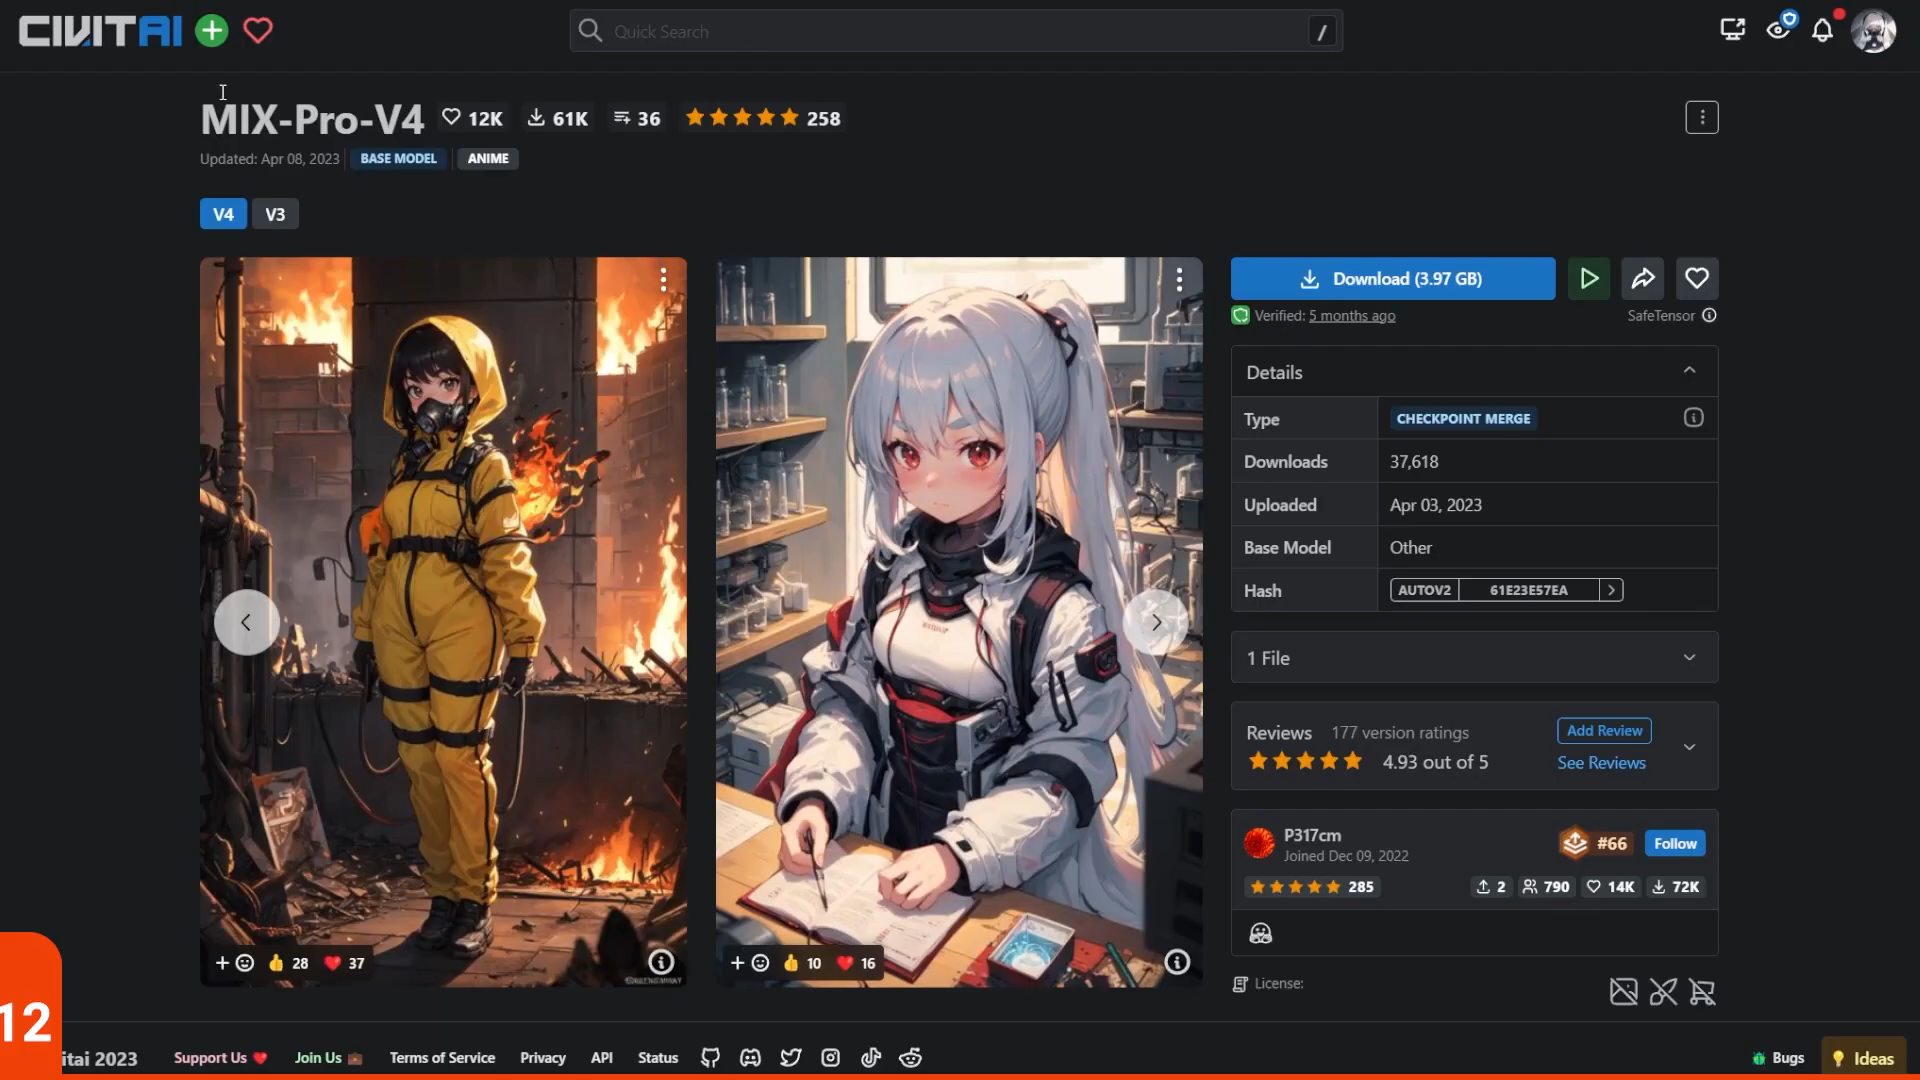 CIVITAI
Quick Search
/
MIX-Pro-V4
12K
61K
36
258
Updated: Apr 08, 2023
BASE MODEL
ANIME
V4
V3
Download (3.97 GB)
Verified: 5 months ago
SafeTensor
Details
Type
CHECKPOINT MERGE
Downloads
37,618
Uploaded
Apr 03, 2023
Base Model
Other
Hash
AUTOV2
61E23E57EA
1 File
Reviews
177 version ratings
Add Review
4.93 out of 5
See Reviews
P317cm
Joined Dec 09, 2022
#66
Follow
285
2
790
14K
72K
28
37
10
16
License:
12
itai 2023
Support Us
Join Us
Terms of Service
Privacy
API
Status
Bugs
Ideas